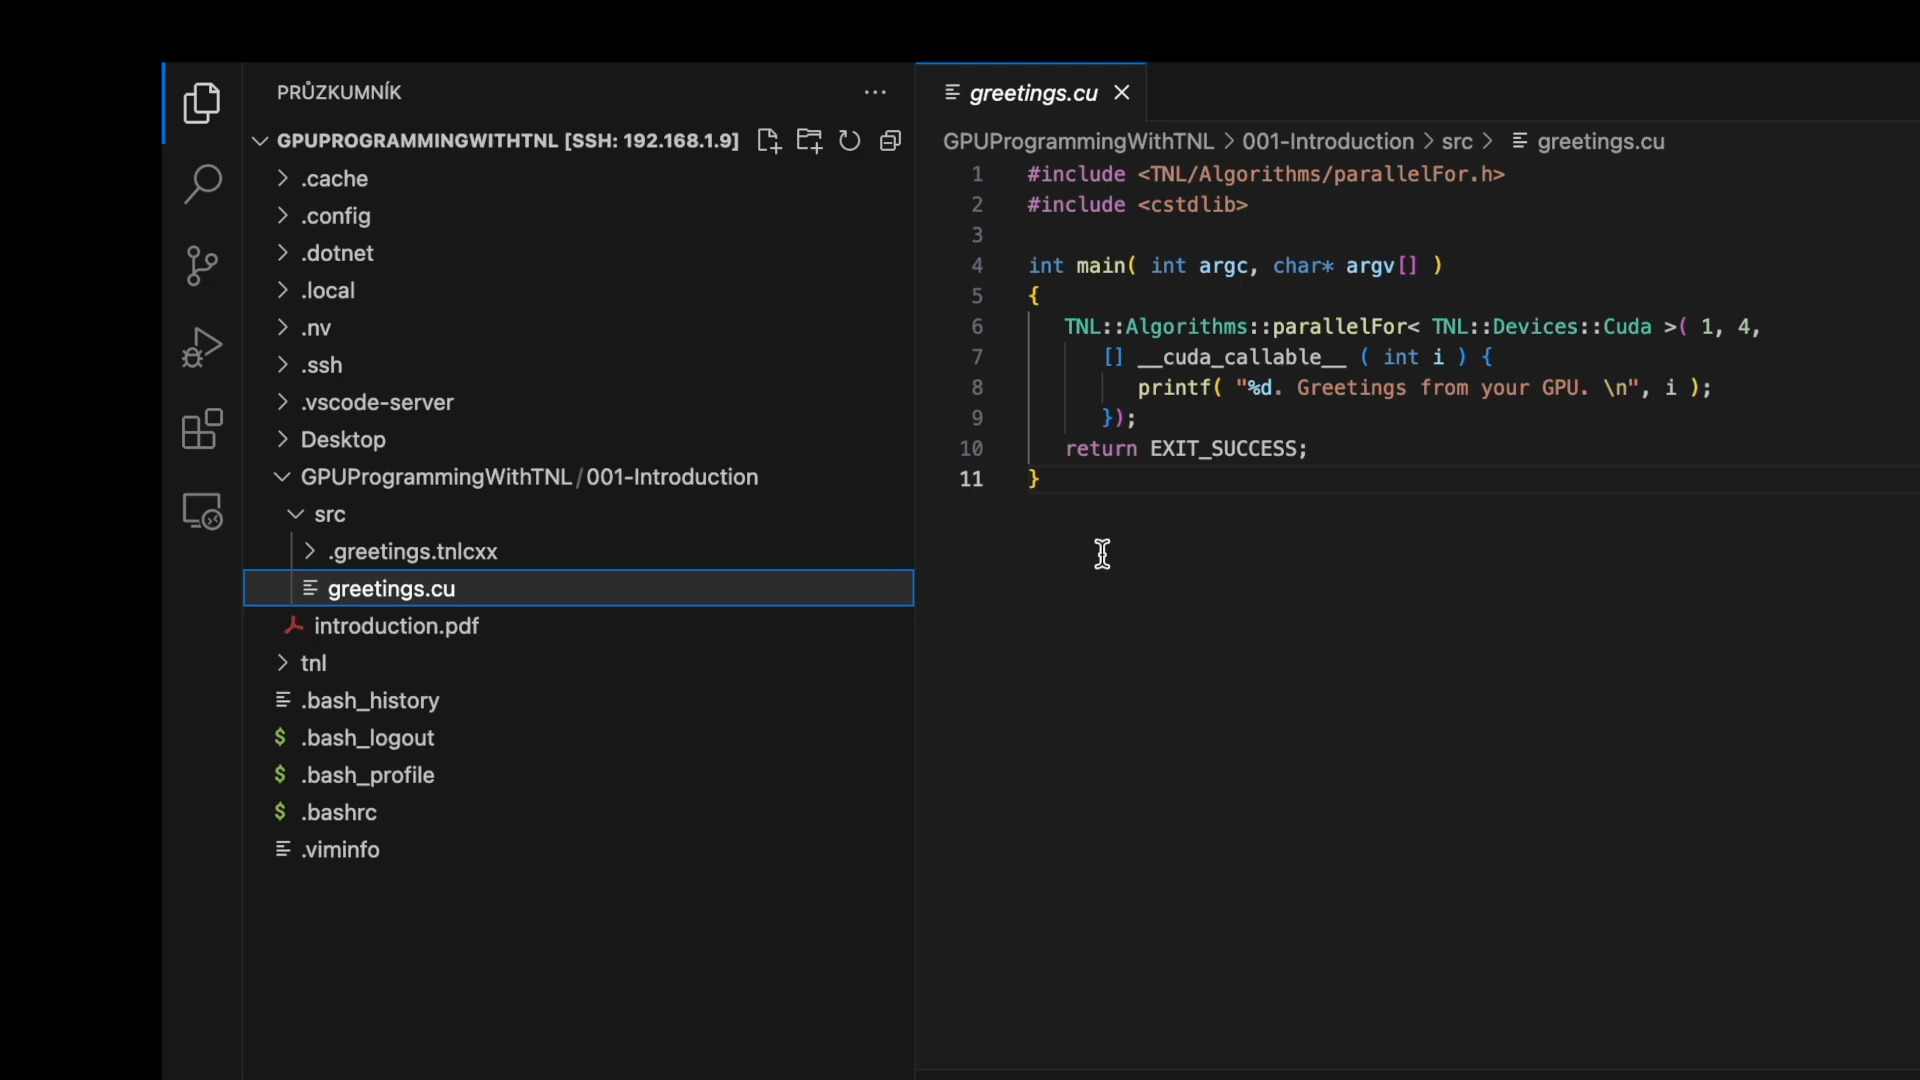 PRŮZKUMNÍK
GPUPROGRAMMINGWITHTNL [SSH: 192.168.1.9]
.cache
.config
.dotnet
.local
.nv
.ssh
.vscode-server
Desktop
GPUProgrammingWithTNL / 001-Introduction
src
.greetings.tnlcxx
greetings.cu
introduction.pdf
tnl
.bash_history
$ .bash_logout
$ .bash_profile
$ .bashrc
.viminfo
greetings.cu
GPUProgrammingWithTNL > 001-Introduction > src > greetings.cu
1 #include <TNL/Algorithms/parallelFor.h>
2 #include <cstdlib>
3
4 int main( int argc, char* argv[] )
5 {
6 TNL::Algorithms::parallelFor< TNL::Devices::Cuda >( 1, 4,
7 [] __cuda_callable__ ( int i ) {
8 printf( "%d. Greetings from your GPU. \n", i );
9 });
10 return EXIT_SUCCESS;
11 }